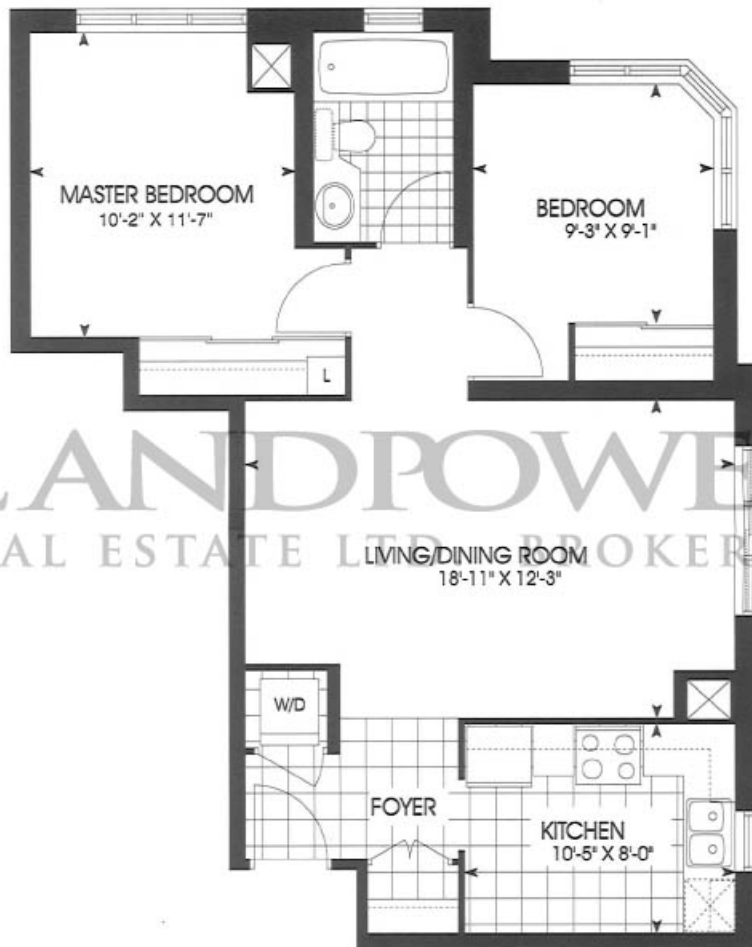 MASTER BEDROOM
10'-2" X 11'-7"
BEDROOM
9'-3" X 9'-1"
L
LANDPOWE
AL ESTATE LTD. BROKER
LIVING/DINING ROOM
18'-11" X 12'-3"
W/D
FOYER
KITCHEN
10'-5" X 8'-0"